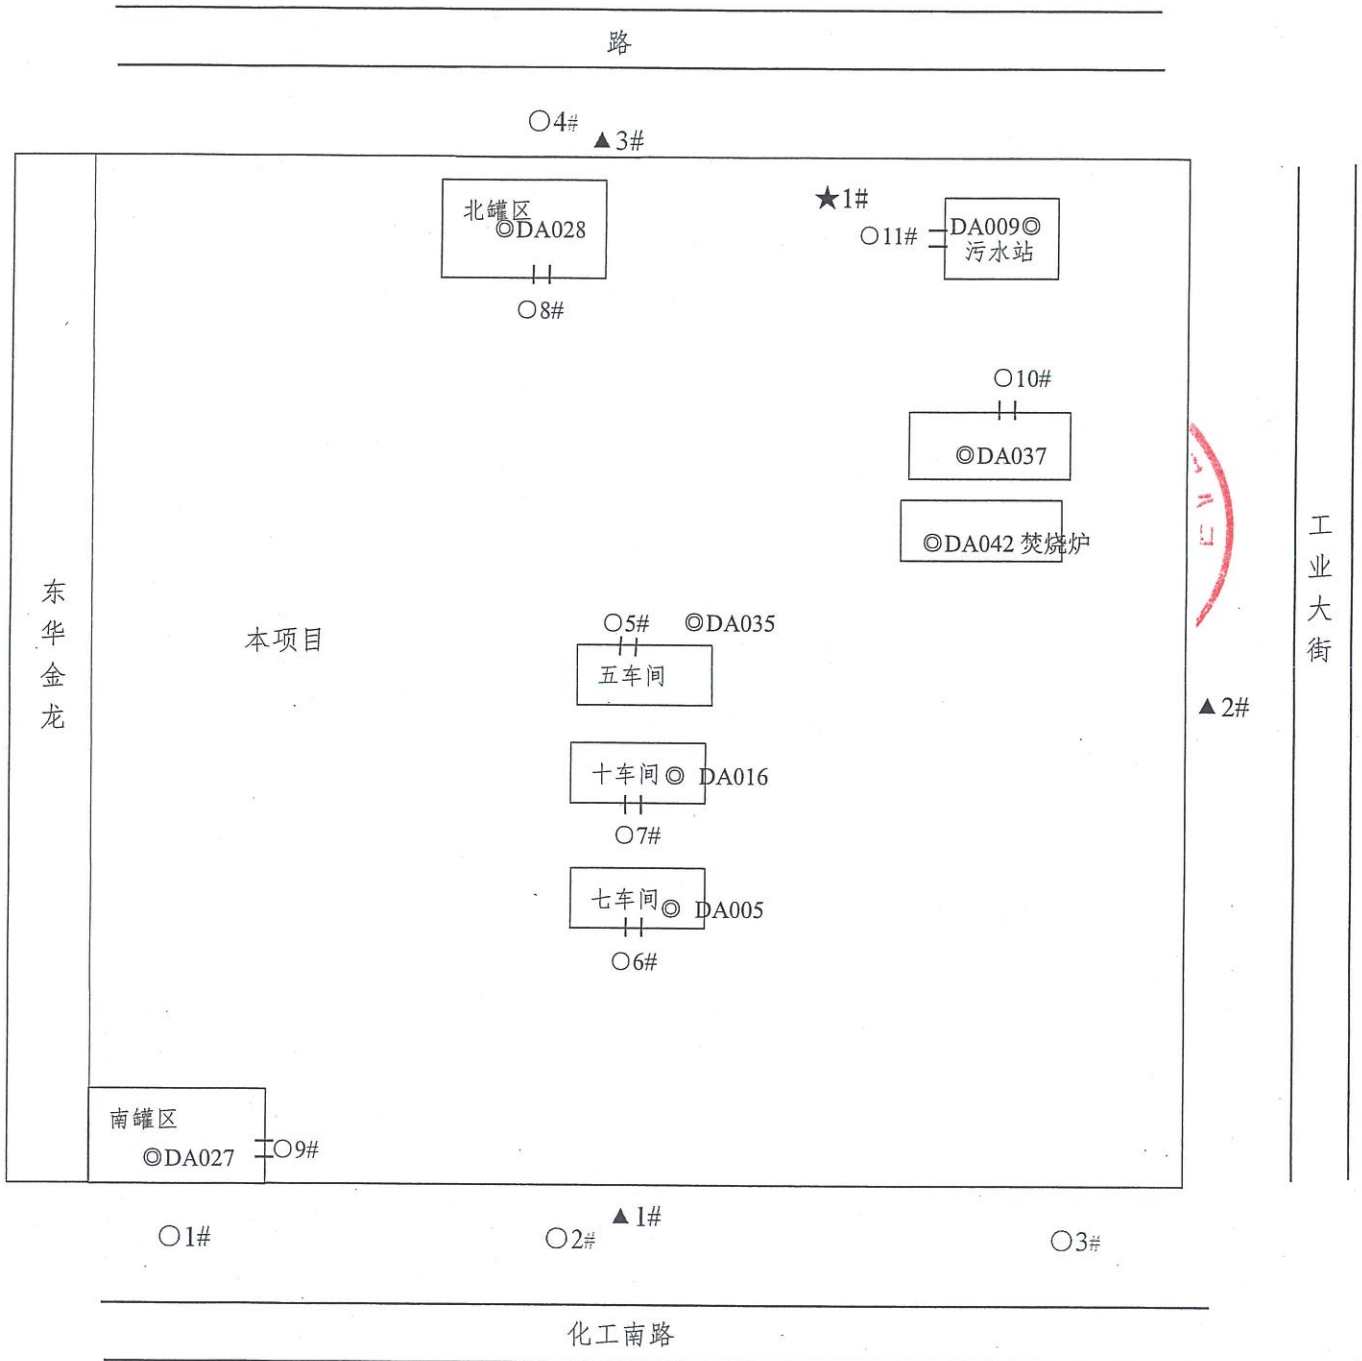 路
○4#
▲3#
北罐区
◎DA028
★1#
○11#
DA009◎
污水站
○8#
○10#
◎DA037
◎DA042 焚烧炉
工业大街
东华金龙
本项目
○5#
◎DA035
五车间
▲2#
十车间◎ DA016
○7#
七车间◎ DA005
○6#
南罐区
◎DA027
○9#
○1#
○2#
▲1#
○3#
化工南路